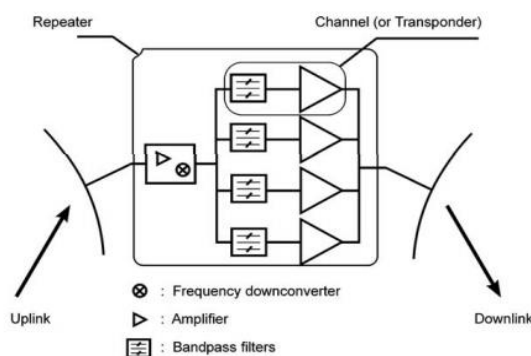 Repeater
Channel (or Transponder)
Uplink
Downlink
: Frequency downconverter
: Amplifier
: Bandpass filters